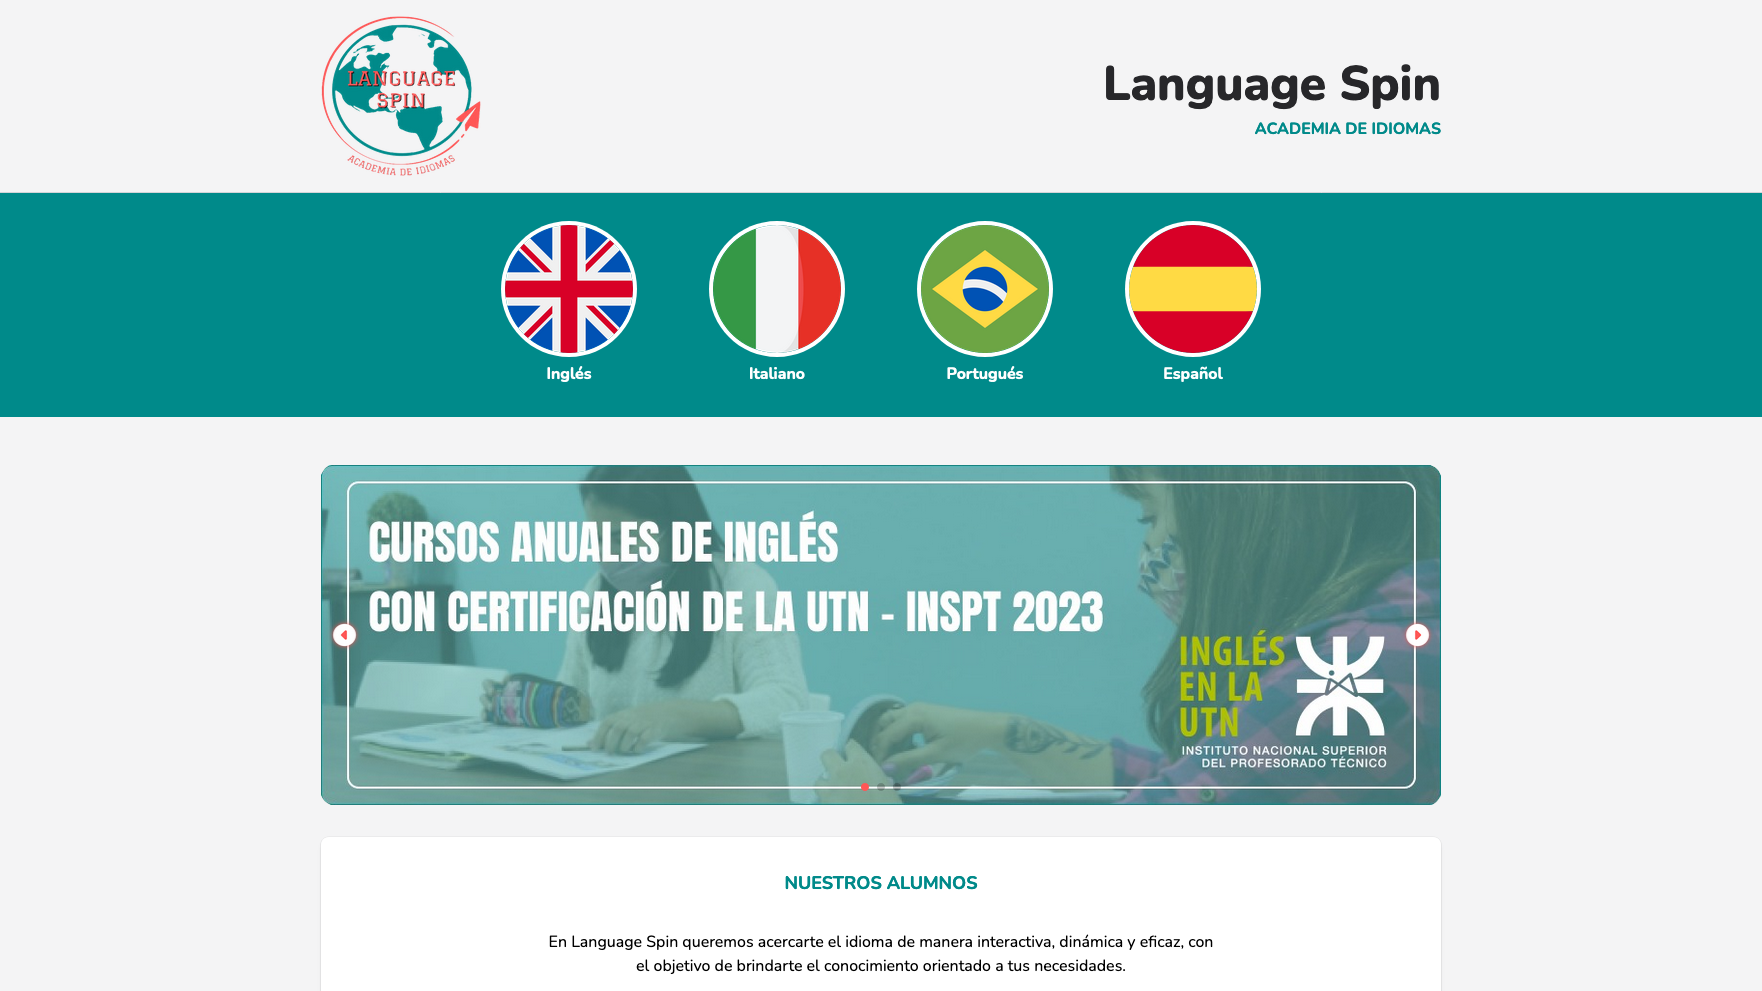 LANGUAGE
SPIN
ACADEMIA DE IDIOMAS
Language Spin
ACADEMIA DE IDIOMAS
Inglés
Italiano
Portugués
Español
CURSOS ANUALES DE INGLÉS
CON CERTIFICACIÓN DE LA UTN - INSPT 2023
INGLÉS
EN LA
UTN
INSTITUTO NACIONAL SUPERIOR
DEL PROFESORADO TÉCNICO
NUESTROS ALUMNOS
En Language Spin queremos acercarte el idioma de manera interactiva, dinámica y eficaz, con
el objetivo de brindarte el conocimiento orientado a tus necesidades.